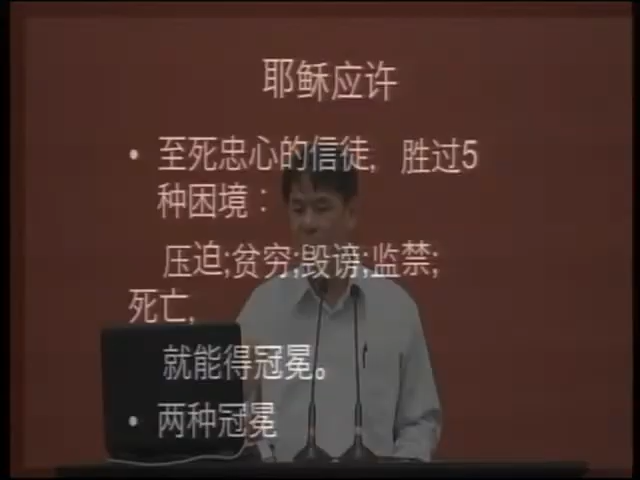 耶稣应许
• 至死忠心的信徒, 胜过5
种困境：
压迫;贫穷;毁谤;监禁;
死亡,
就能得冠冕。
• 两种冠冕